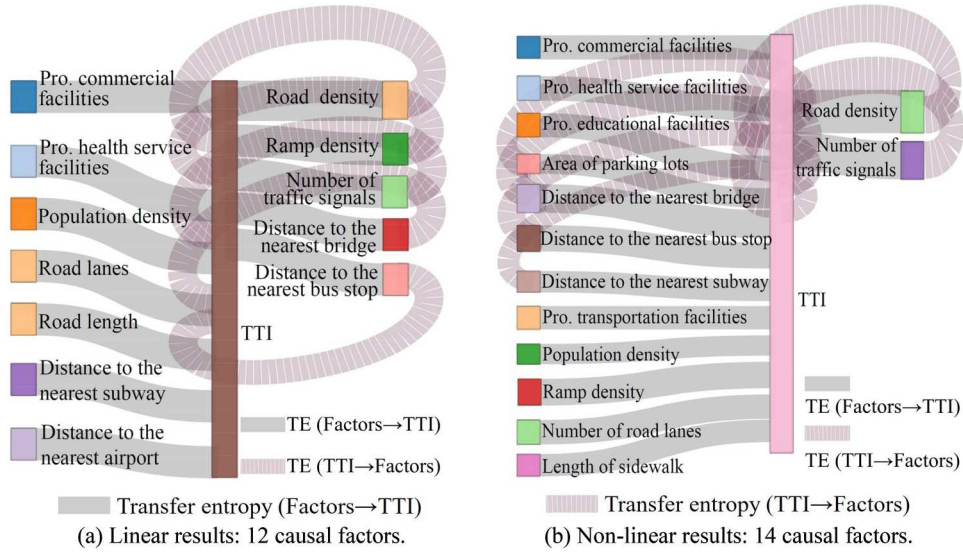 Pro. commercial
facilities
Pro. health service
facilities
Population density
Road lanes
Road length
Distance to the
nearest subway
Distance to the
nearest airport
Road density
Ramp density
Number of
traffic signals
Distance to
the nearest bridge
Distance to
the nearest bus stop
TTI
TE (Factors→TTI)
TE (TTI→Factors)
Transfer entropy (Factors→TTI)
(a) Linear results: 12 causal factors.
Pro. commercial facilities
Pro. health service facilities
Pro. educational facilities
Area of parking lots
Distance to the nearest bridge
Distance to the nearest bus stop
Distance to the nearest subway
Pro. transportation facilities
Population density
Ramp density
Number of road lanes
Length of sidewalk
Road density
Number of
traffic signals
TTI
TE (Factors→TTI)
TE (TTI→Factors)
Transfer entropy (TTI→Factors)
(b) Non-linear results: 14 causal factors.